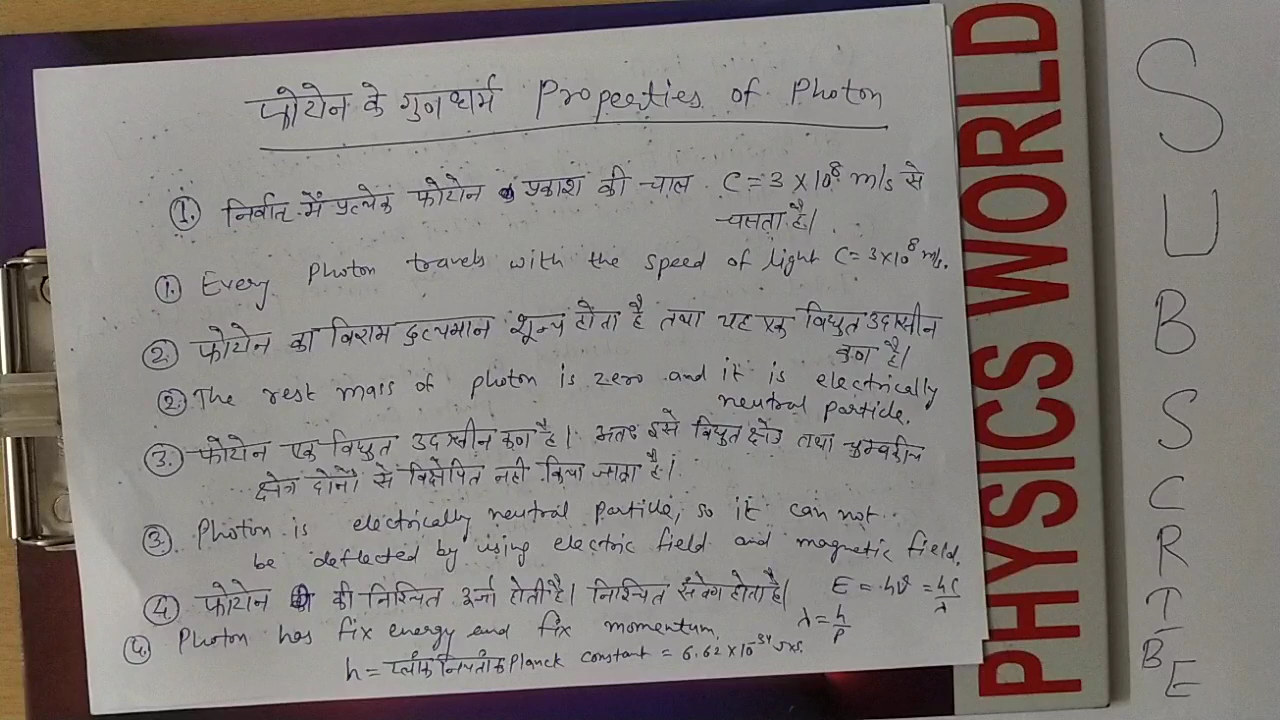 फोटोन के गुनधर्म Properties of Photon
1. निर्वात में प्रत्येक फोटोन प्रकाश की चाल C = 3 × 10⁸ m/s से
चलता है।
1. Every Photon travels with the speed of light C = 3×10⁸ m/s.
2. फोटोन का विराम द्रव्यमान शून्य होता है तथा यह एक विद्युत उदासीन
कण है।
2. The rest mass of photon is zero and it is electrically
neutral particle.
3. फोटोन एक विद्युत उदासीन कण है। अतः इसे विद्युत क्षेत्र तथा चुम्बकीय
क्षेत्र दोनों से विक्षेपित नही किया जाता है।
3. Photon is electrically neutral particle, so it can not
be deflected by using electric field and magnetic field.
4. फोटोन की निश्चित ऊर्जा होती है। निश्चित संवेग होता है। E = hν = hc/λ
4. Photon has fix energy and fix momentum. λ = h/p
h = प्लांक नियतांक Planck constant = 6.62×10⁻³⁴ J×s.
PHYSICS WORLD
SUBSCRIBE